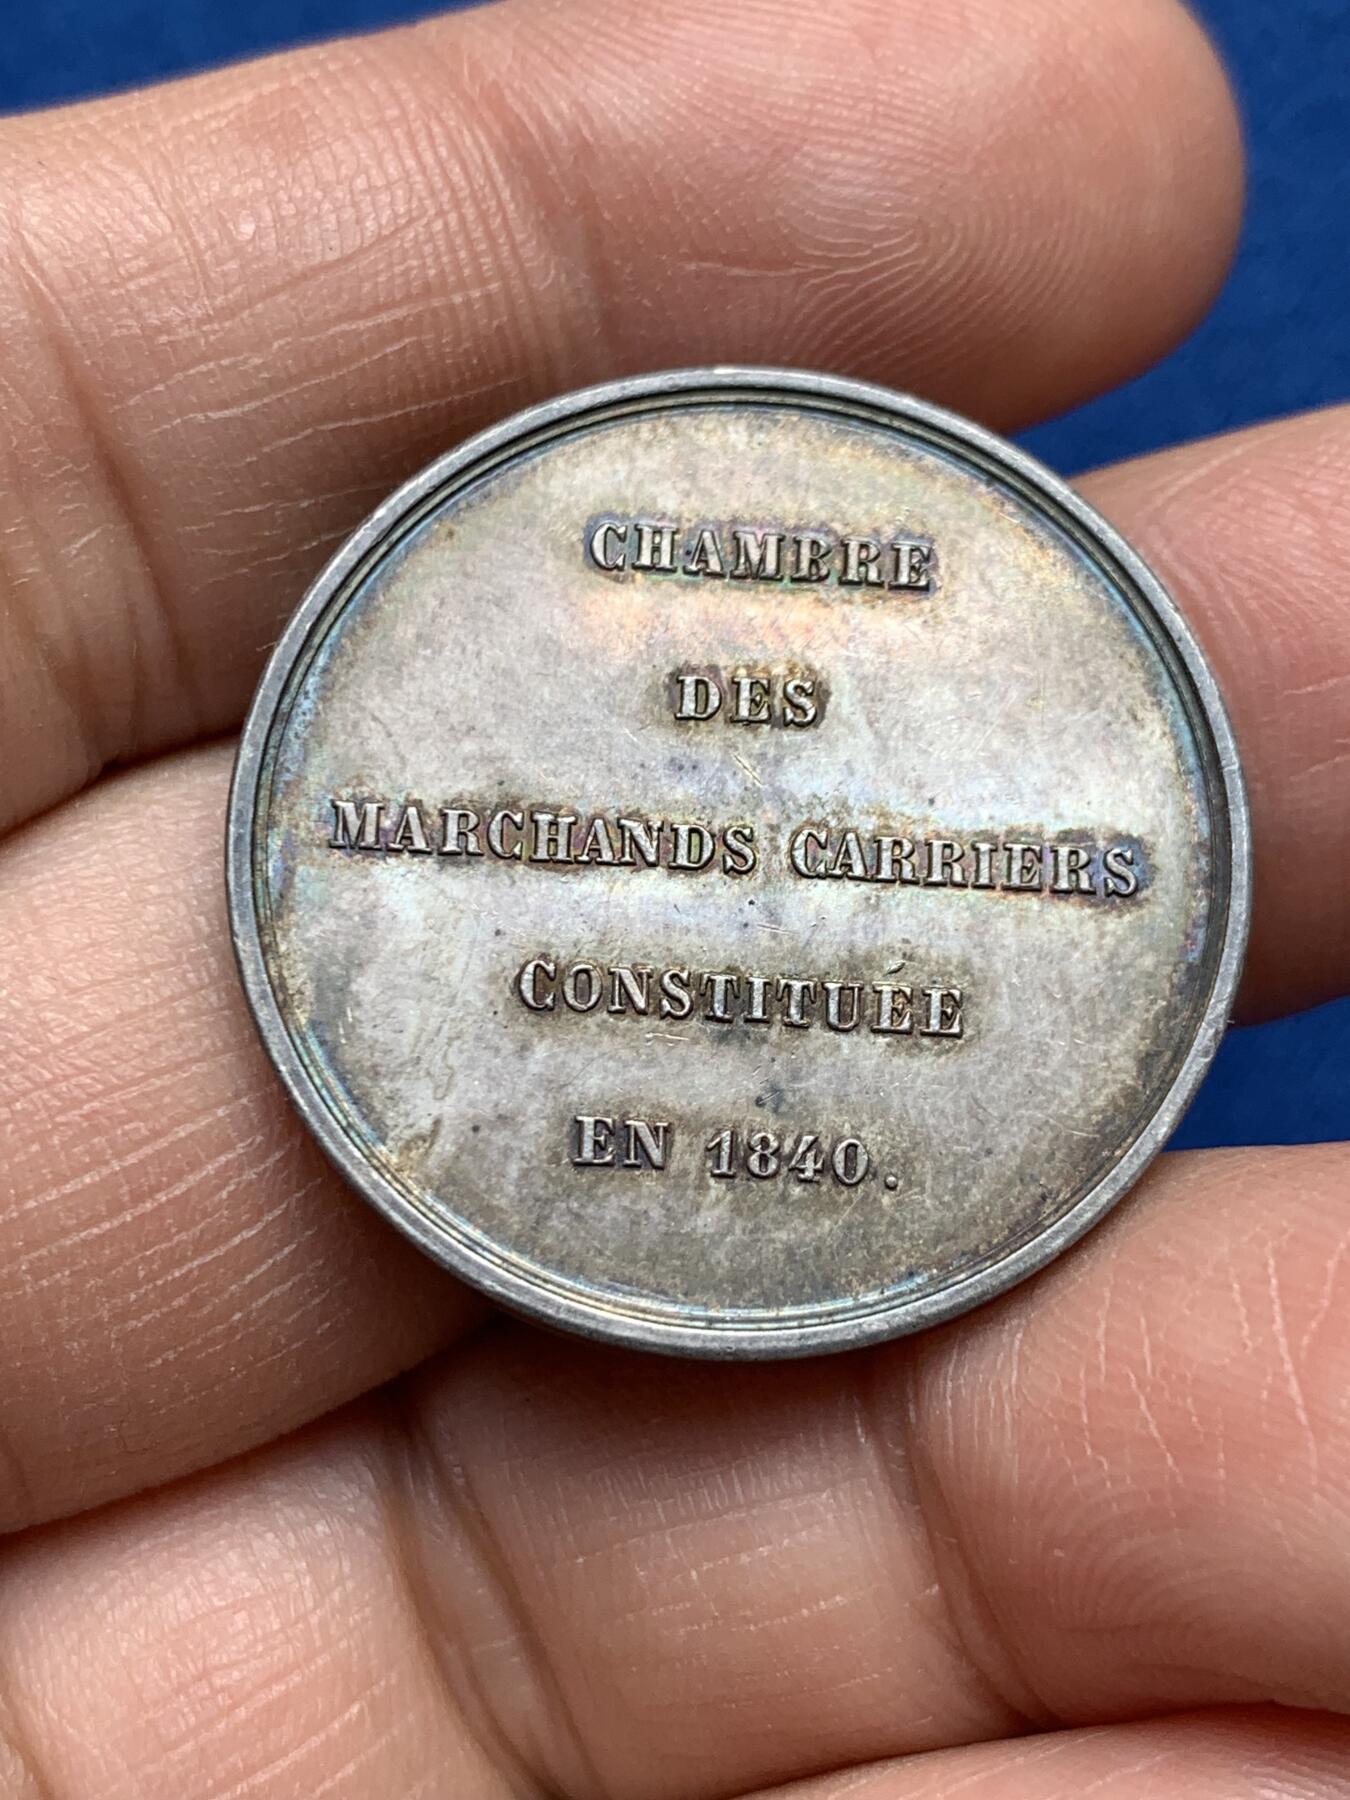 CHAMBRE
DES
MARCHANDS CARRIERS
CONSTITUÉE
EN 1840.